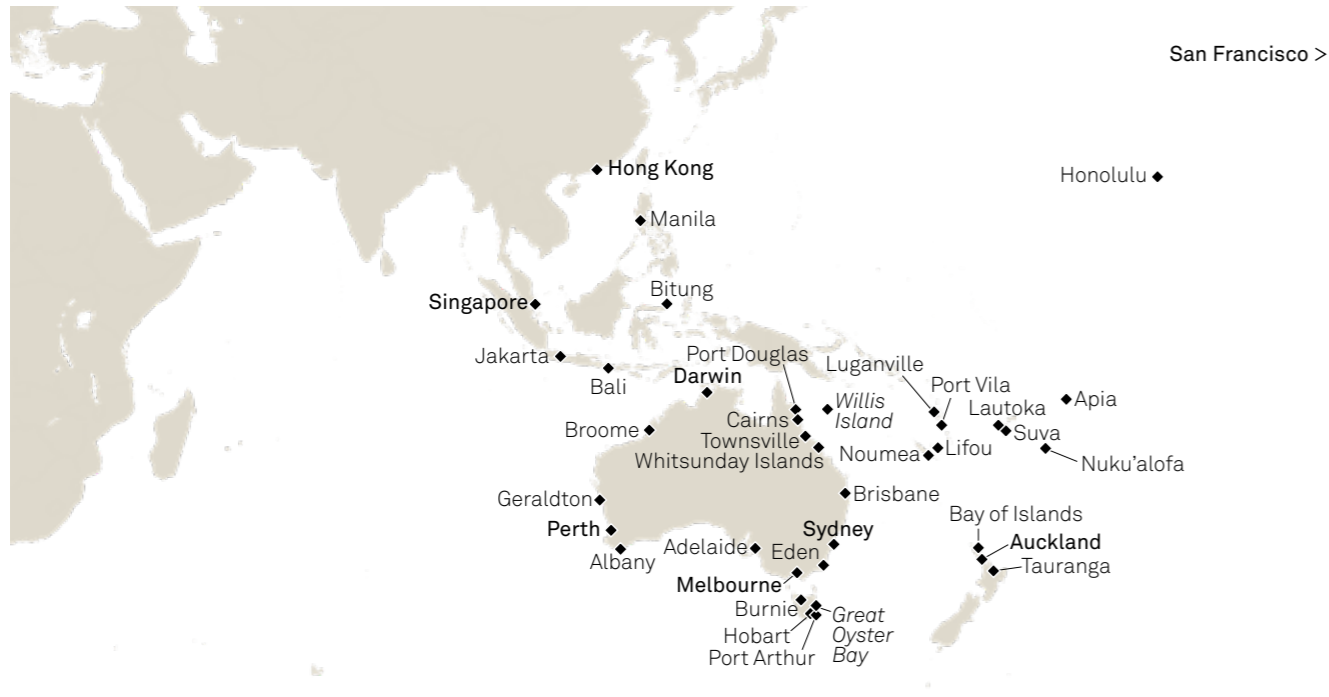 San Francisco >
Hong Kong
Honolulu
Manila
Bitung
Singapore
Jakarta
Port Douglas
Luganville
Bali
Darwin
Port Vila
Willis
Island
Lautoka
Apia
Cairns
Broome
Suva
Townsville
Whitsunday Islands
Noumea
Lifou
Nuku’alofa
Geraldton
Brisbane
Bay of Islands
Perth
Sydney
Auckland
Albany
Adelaide
Eden
Tauranga
Melbourne
Burnie
Great
Oyster
Bay
Hobart
Port Arthur